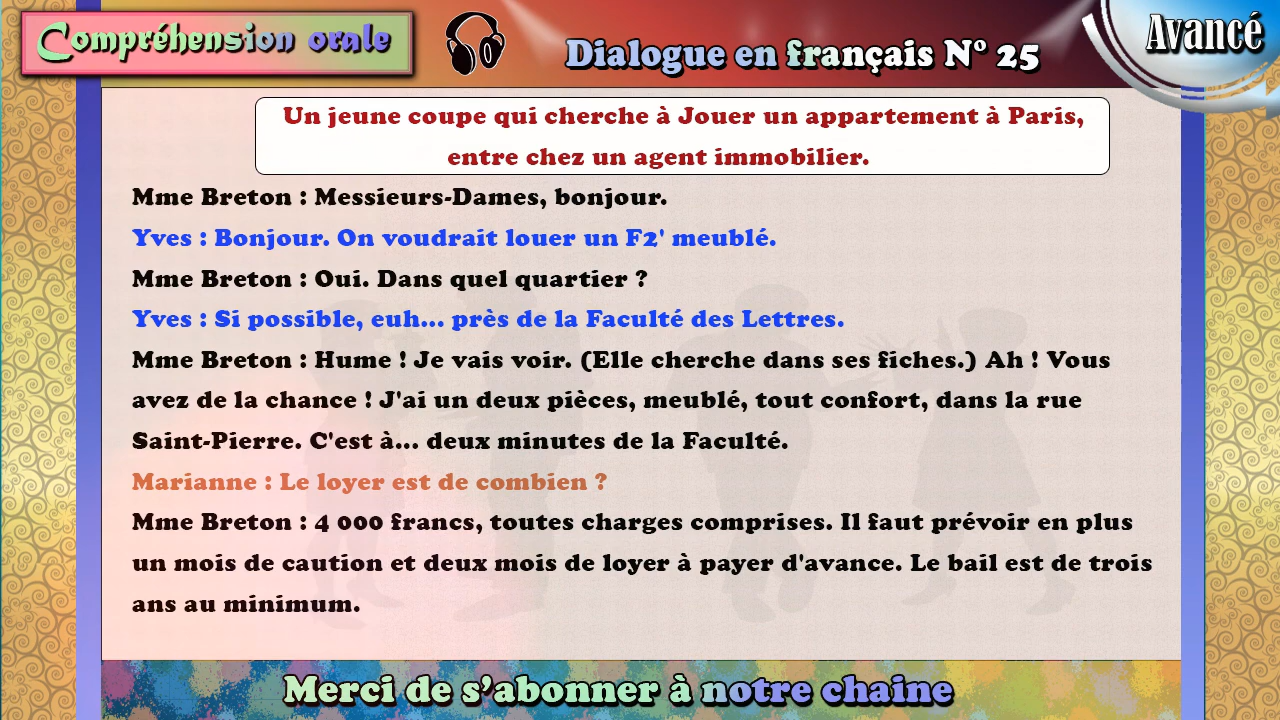 Compréhension orale
Dialogue en français N° 25
Avancé
Un jeune coupe qui cherche à Jouer un appartement à Paris,
entre chez un agent immobilier.
Mme Breton : Messieurs-Dames, bonjour.
Yves : Bonjour. On voudrait louer un F2' meublé.
Mme Breton : Oui. Dans quel quartier ?
Yves : Si possible, euh... près de la Faculté des Lettres.
Mme Breton : Hume ! Je vais voir. (Elle cherche dans ses fiches.) Ah ! Vous
avez de la chance ! J'ai un deux pièces, meublé, tout confort, dans la rue
Saint-Pierre. C'est à... deux minutes de la Faculté.
Marianne : Le loyer est de combien ?
Mme Breton : 4 000 francs, toutes charges comprises. Il faut prévoir en plus
un mois de caution et deux mois de loyer à payer d'avance. Le bail est de trois
ans au minimum.
Merci de s’abonner à notre chaine